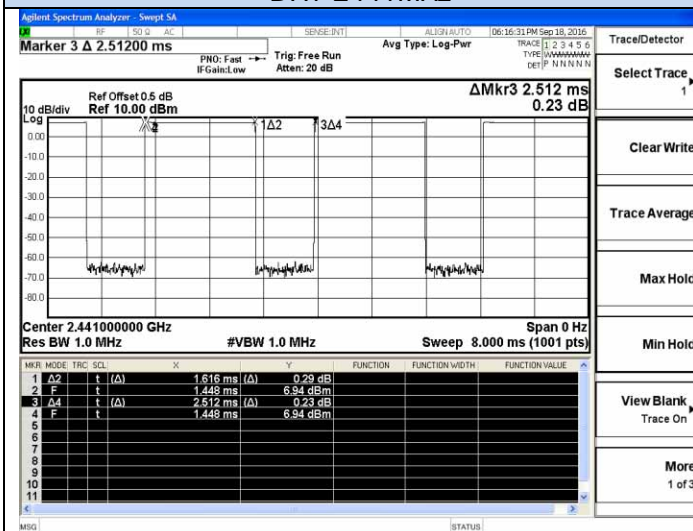 Agilent Spectrum Analyzer - Swept SA
RF 50 Ω AC SENSE:INT ALIGN AUTO 06:16:31 PM Sep 18, 2016
Marker 3 Δ 2.51200 ms
PNO: Fast
IFGain:Low
Trig: Free Run
Atten: 20 dB
Avg Type: Log-Pwr
TRACE 1 2 3 4 5 6
TYPE
DET P N N N N N
Ref Offset 0.5 dB
10 dB/div Ref 10.00 dBm
Log
ΔMkr3 2.512 ms
0.23 dB
1Δ2
3Δ4
0.00
-10.0
-20.0
-30.0
-40.0
-50.0
-60.0
-70.0
-80.0
Center 2.441000000 GHz Span 0 Hz
Res BW 1.0 MHz #VBW 1.0 MHz Sweep 8.000 ms (1001 pts)
MKR MODE TRC SCL X Y FUNCTION FUNCTION WIDTH FUNCTION VALUE
1 Δ2 t (Δ) 1.616 ms (Δ) 0.29 dB
2 F t 1.448 ms 6.94 dBm
3 Δ4 t (Δ) 2.512 ms (Δ) 0.23 dB
4 F t 1.448 ms 6.94 dBm
5
6
7
8
9
10
11
MSG STATUS
Trace/Detector
Select Trace
1
Clear Write
Trace Average
Max Hold
Min Hold
View Blank
Trace On
More
1 of 3